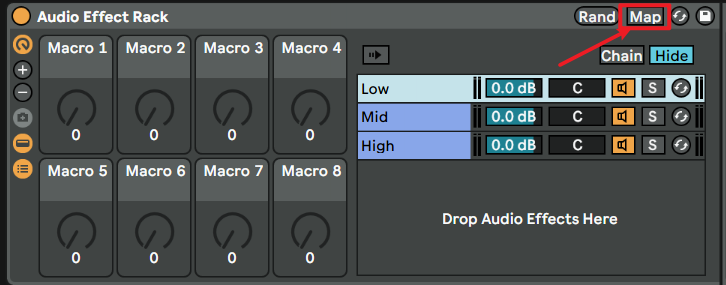 Audio Effect Rack Rand Map
Macro 1 Macro 2 Macro 3 Macro 4
Chain Hide
0 0 0 0
Low 0.0 dB C S
Mid 0.0 dB C S
High 0.0 dB C S
Macro 5 Macro 6 Macro 7 Macro 8
Drop Audio Effects Here
0 0 0 0